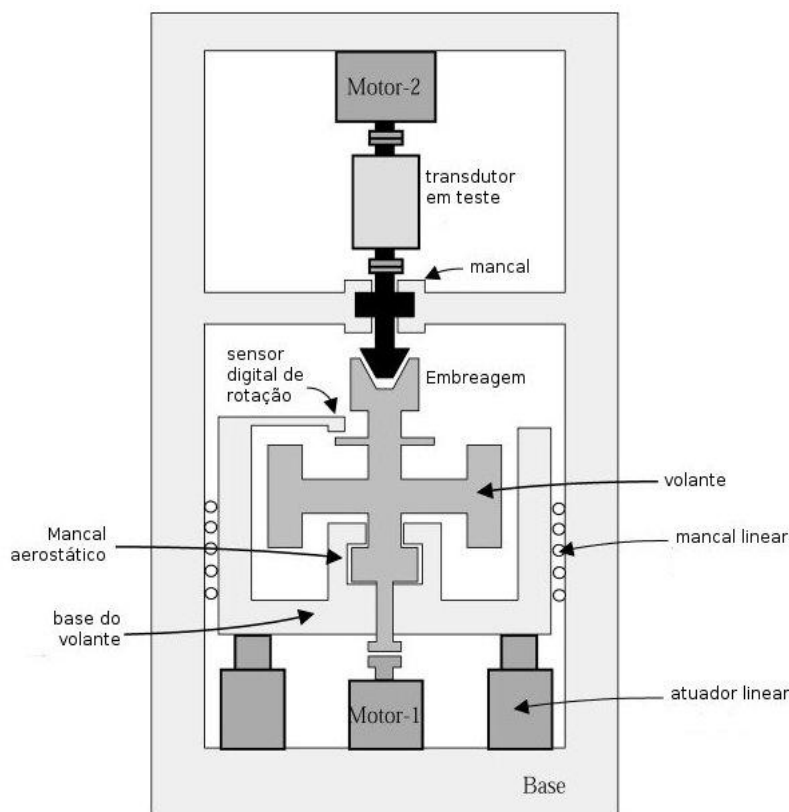 Motor-2
transdutor
em teste
mancal
sensor
digital de
rotação
Embreagem
volante
Mancal
aerostático
mancal linear
base do
volante
atuador linear
Motor-1
Base